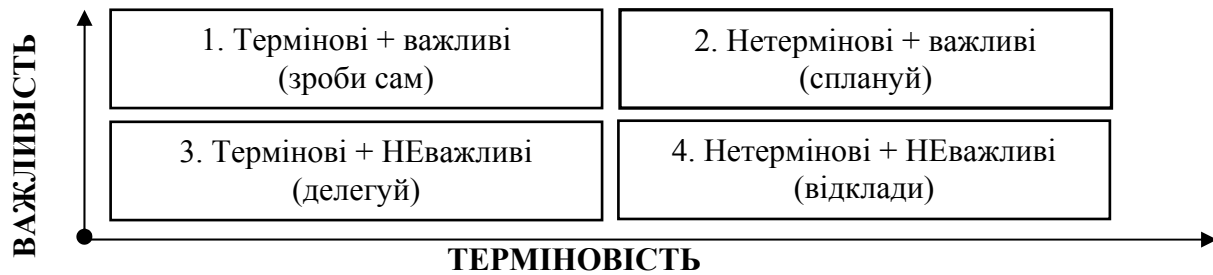 ВАЖЛИВІСТЬ
1. Термінові + важливі
(зроби сам)
2. Нетермінові + важливі
(сплануй)
3. Термінові + НЕважливі
(делегуй)
4. Нетермінові + НЕважливі
(відклади)
ТЕРМІНОВІСТЬ